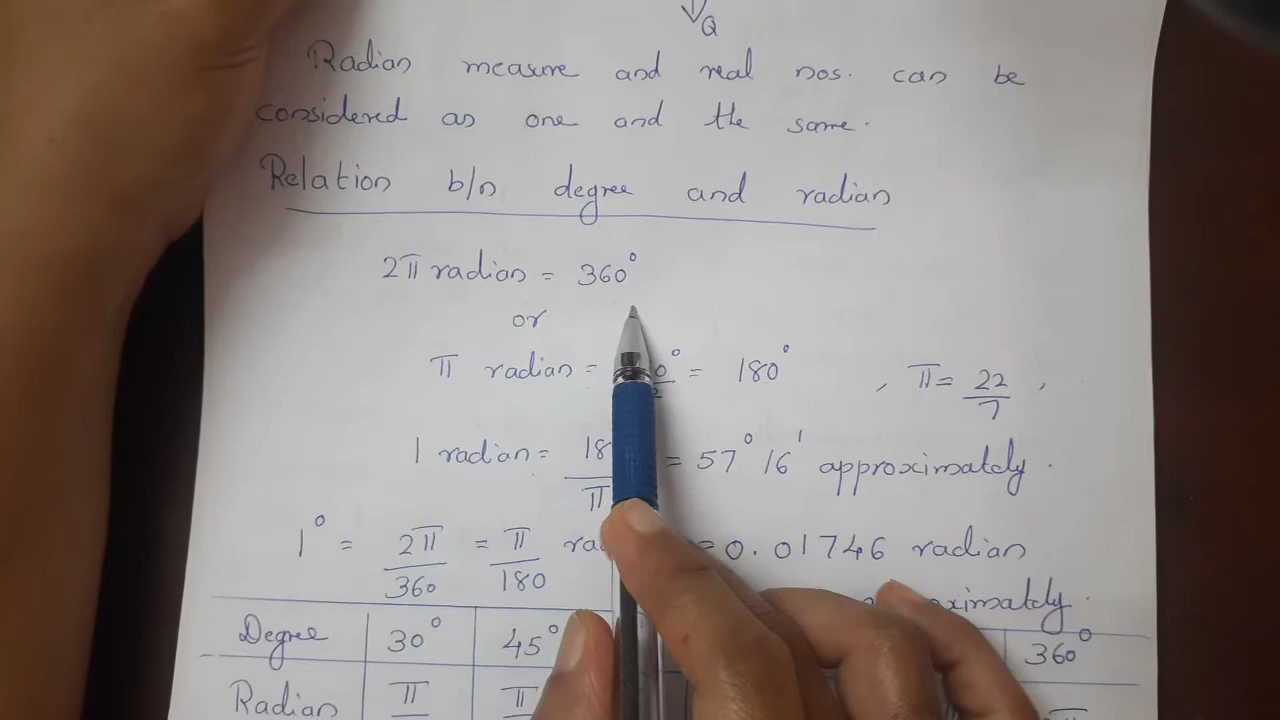 Q
Radian measure and real nos. can be
considered as one and the same.
Relation b/n degree and radian
2π radian = 360°
or
π radian = = 180° , π = 22/7 ,
1 radian = = 57° 16' approximately.
1° = 2π/360 = π/180 = 0.01746 radian
Degree 30° 45° 360°
Radian π π